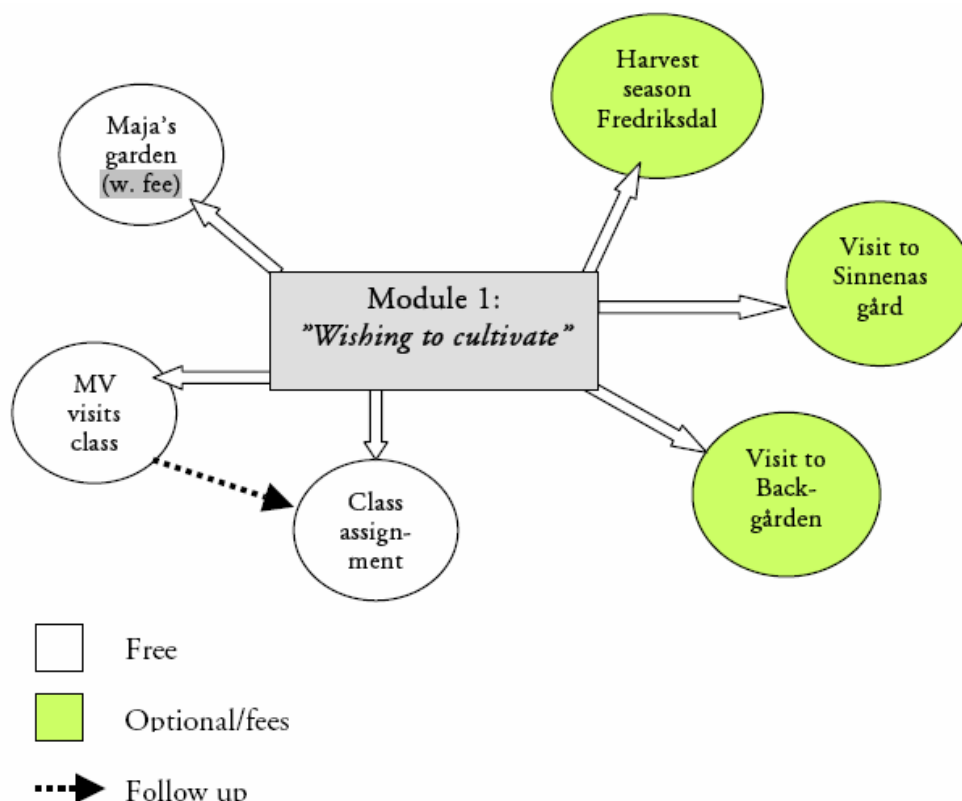 Harvest
season
Fredriksdal
Maja's
garden
(w. fee)
Visit to
Sinnenas
gård
Module 1:
"Wishing to cultivate"
MV
visits
class
Visit to
Back-
gården
Class
assign-
ment
Free
Optional/fees
Follow up